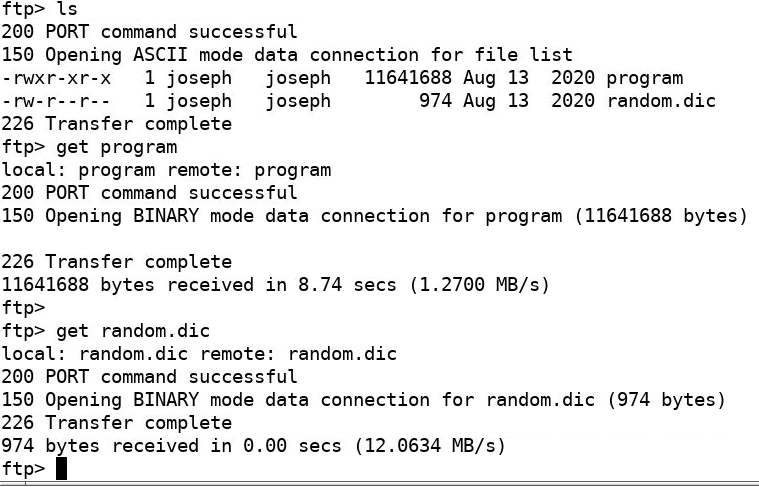 ftp> ls
200 PORT command successful
150 Opening ASCII mode data connection for file list
-rwxr-xr-x   1 joseph   joseph   11641688 Aug 13  2020 program
-rw-r--r--   1 joseph   joseph        974 Aug 13  2020 random.dic
226 Transfer complete
ftp> get program
local: program remote: program
200 PORT command successful
150 Opening BINARY mode data connection for program (11641688 bytes)

226 Transfer complete
11641688 bytes received in 8.74 secs (1.2700 MB/s)
ftp>
ftp> get random.dic
local: random.dic remote: random.dic
200 PORT command successful
150 Opening BINARY mode data connection for random.dic (974 bytes)
226 Transfer complete
974 bytes received in 0.00 secs (12.0634 MB/s)
ftp>